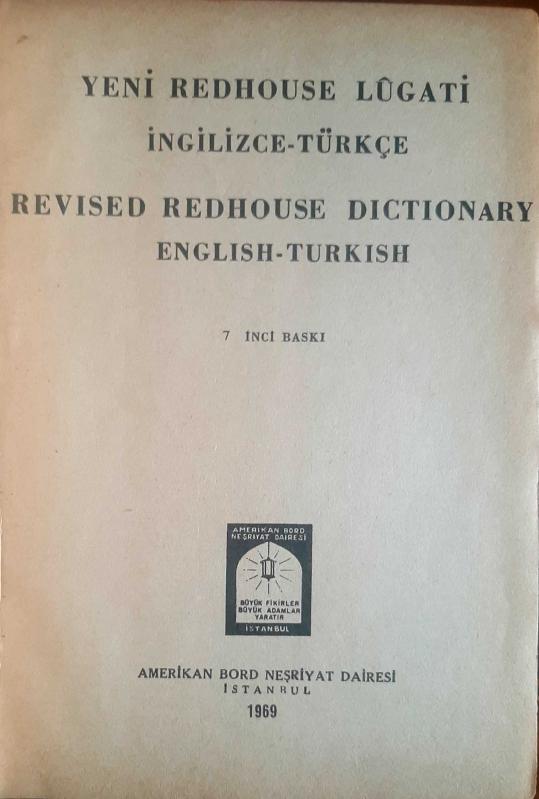 YENİ REDHOUSE LÛGATİ
İNGİLİZCE-TÜRKÇE
REVISED REDHOUSE DICTIONARY
ENGLISH-TURKISH
7 İNCİ BASKI
AMERİKAN BORD
NEŞRİYAT DAİRESİ
BÜYÜK FİKİRLER
BÜYÜK ADAMLAR
YARATIR
İSTANBUL
AMERİKAN BORD NEŞRİYAT DAİRESİ
İSTANBUL
1969